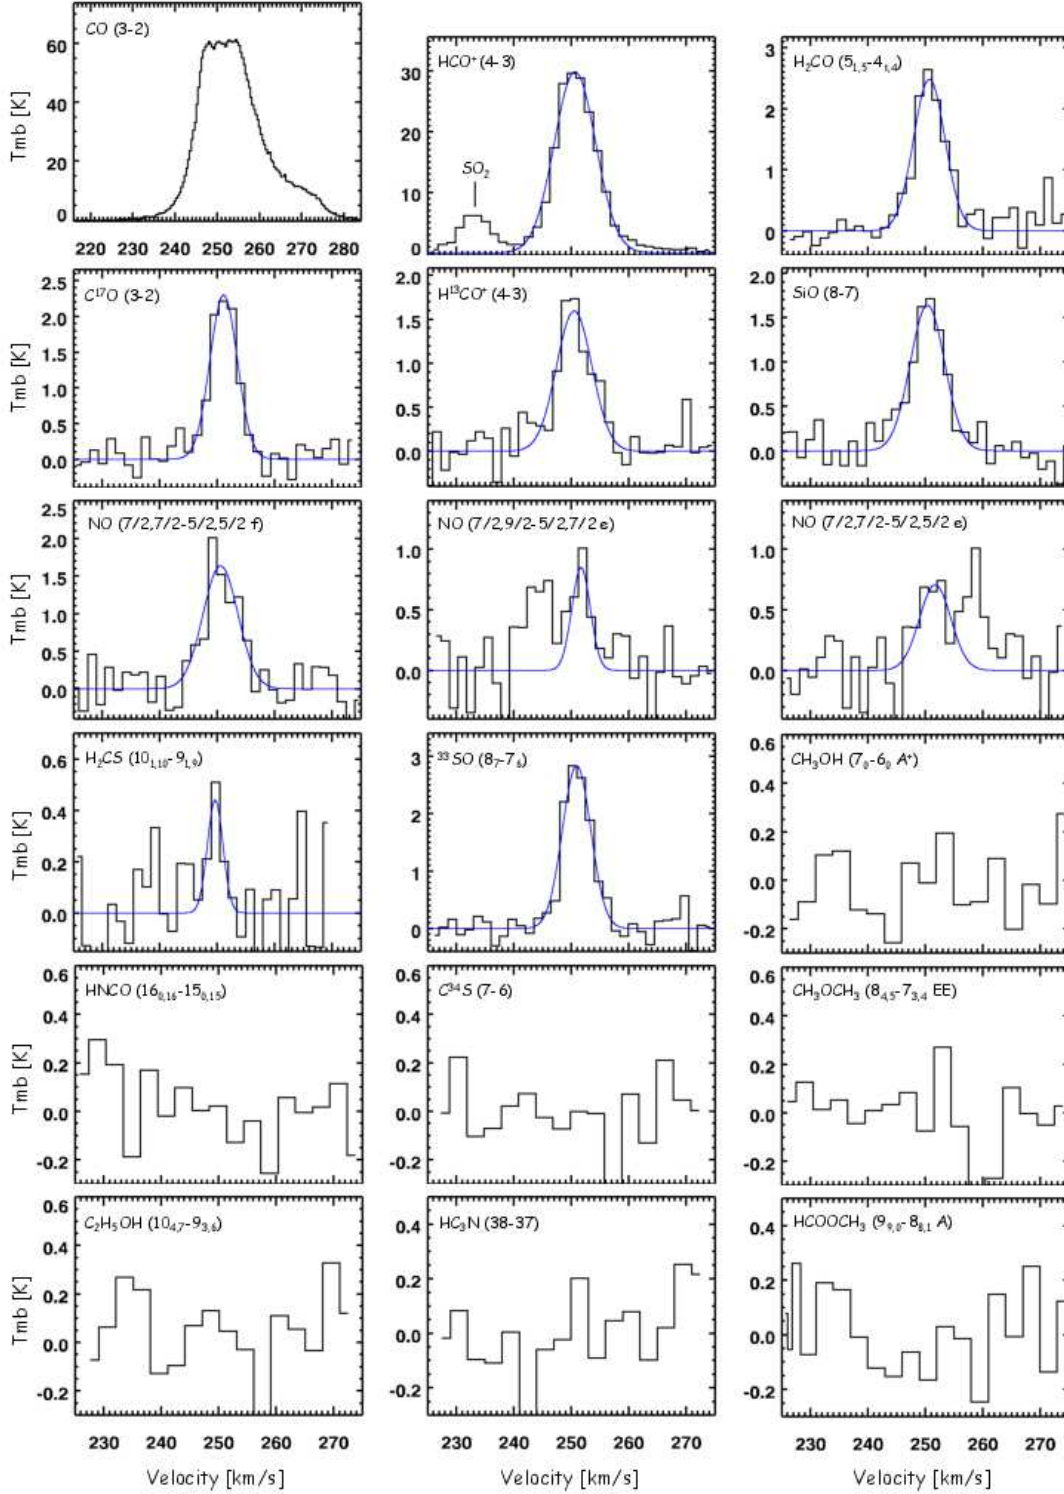 CO (3-2)
60
40
20
0
Tmb [K]
220 230 240 250 260 270 280
HCO⁺ (4-3)
SO₂
30
20
10
0
H₂CO (5₁,₅-4₁,₄)
3
2
1
0
C¹⁷O (3-2)
2.5
2.0
1.5
1.0
0.5
0.0
Tmb [K]
H¹³CO⁺ (4-3)
2.0
1.5
1.0
0.5
0.0
SiO (8-7)
2.0
1.5
1.0
0.5
0.0
NO (7/2,7/2-5/2,5/2 f)
2.5
2.0
1.5
1.0
0.5
0.0
Tmb [K]
NO (7/2,9/2-5/2,7/2 e)
1.0
0.5
0.0
NO (7/2,7/2-5/2,5/2 e)
1.0
0.5
0.0
H₂CS (10₁,₁₀-9₁,₉)
0.6
0.4
0.2
0.0
Tmb [K]
³³SO (8₇-7₆)
3
2
1
0
CH₃OH (7₀-6₀ A⁺)
0.6
0.4
0.2
0.0
-0.2
HNCO (16₀,₁₆-15₀,₁₅)
0.6
0.4
0.2
0.0
-0.2
Tmb [K]
C³⁴S (7-6)
0.6
0.4
0.2
0.0
-0.2
CH₃OCH₃ (8₄,₅-7₃,₄ EE)
0.6
0.4
0.2
0.0
-0.2
C₂H₅OH (10₄,₇-9₃,₆)
0.6
0.4
0.2
0.0
-0.2
Tmb [K]
230 240 250 260 270
Velocity [km/s]
HC₃N (38-37)
0.4
0.2
0.0
-0.2
230 240 250 260 270
Velocity [km/s]
HCOOCH₃ (9₉,₀-8₈,₁ A)
0.6
0.4
0.2
0.0
-0.2
230 240 250 260 270
Velocity [km/s]